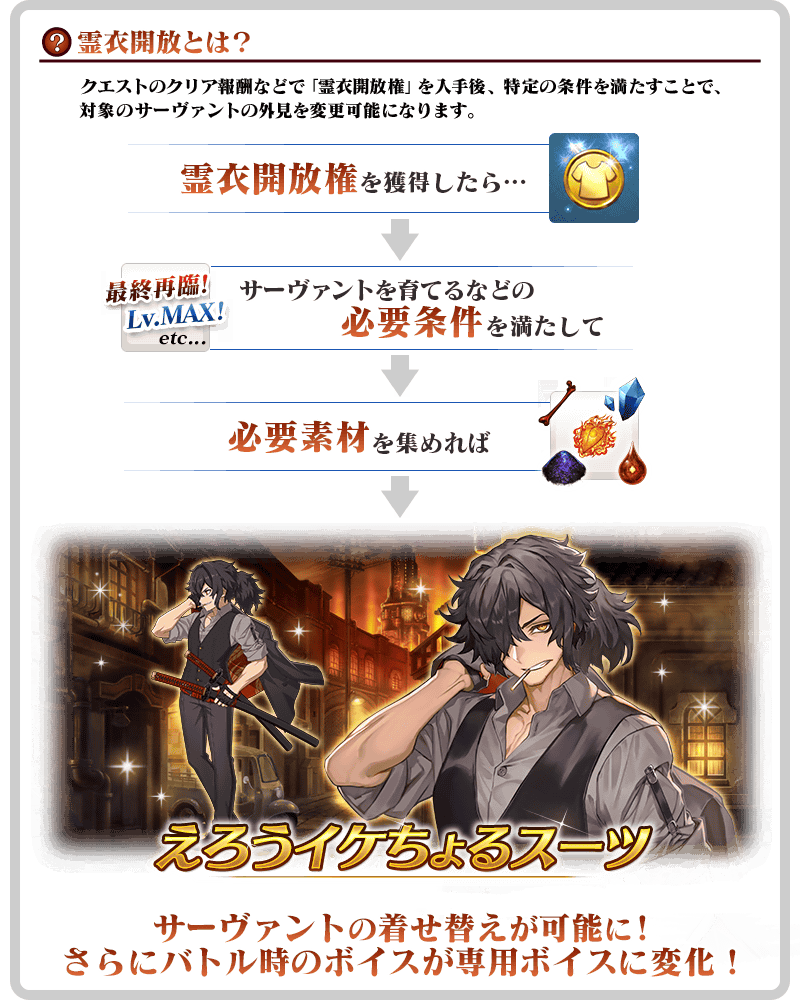 ? 霊衣開放とは?
クエストのクリア報酬などで「霊衣開放権」を入手後、特定の条件を満たすことで、
対象のサーヴァントの外見を変更可能になります。
霊衣開放権を獲得したら…
最終再臨!
Lv.MAX!
etc...
サーヴァントを育てるなどの
必要条件を満たして
必要素材を集めれば
えろうイケちょるスーツ
サーヴァントの着せ替えが可能に!
さらにバトル時のボイスが専用ボイスに変化!